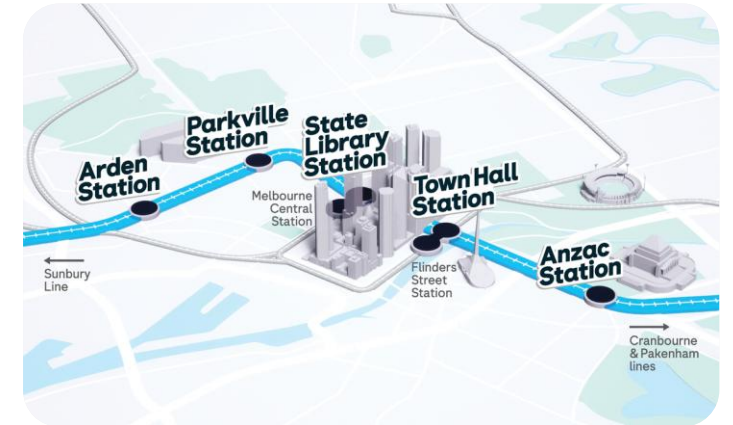 Parkville
Station
State
Library
Station
Arden
Station
Melbourne
Central
Station
Town Hall
Station
Anzac
Station
Flinders
Street
Station
Sunbury
Line
Cranbourne
& Pakenham
lines